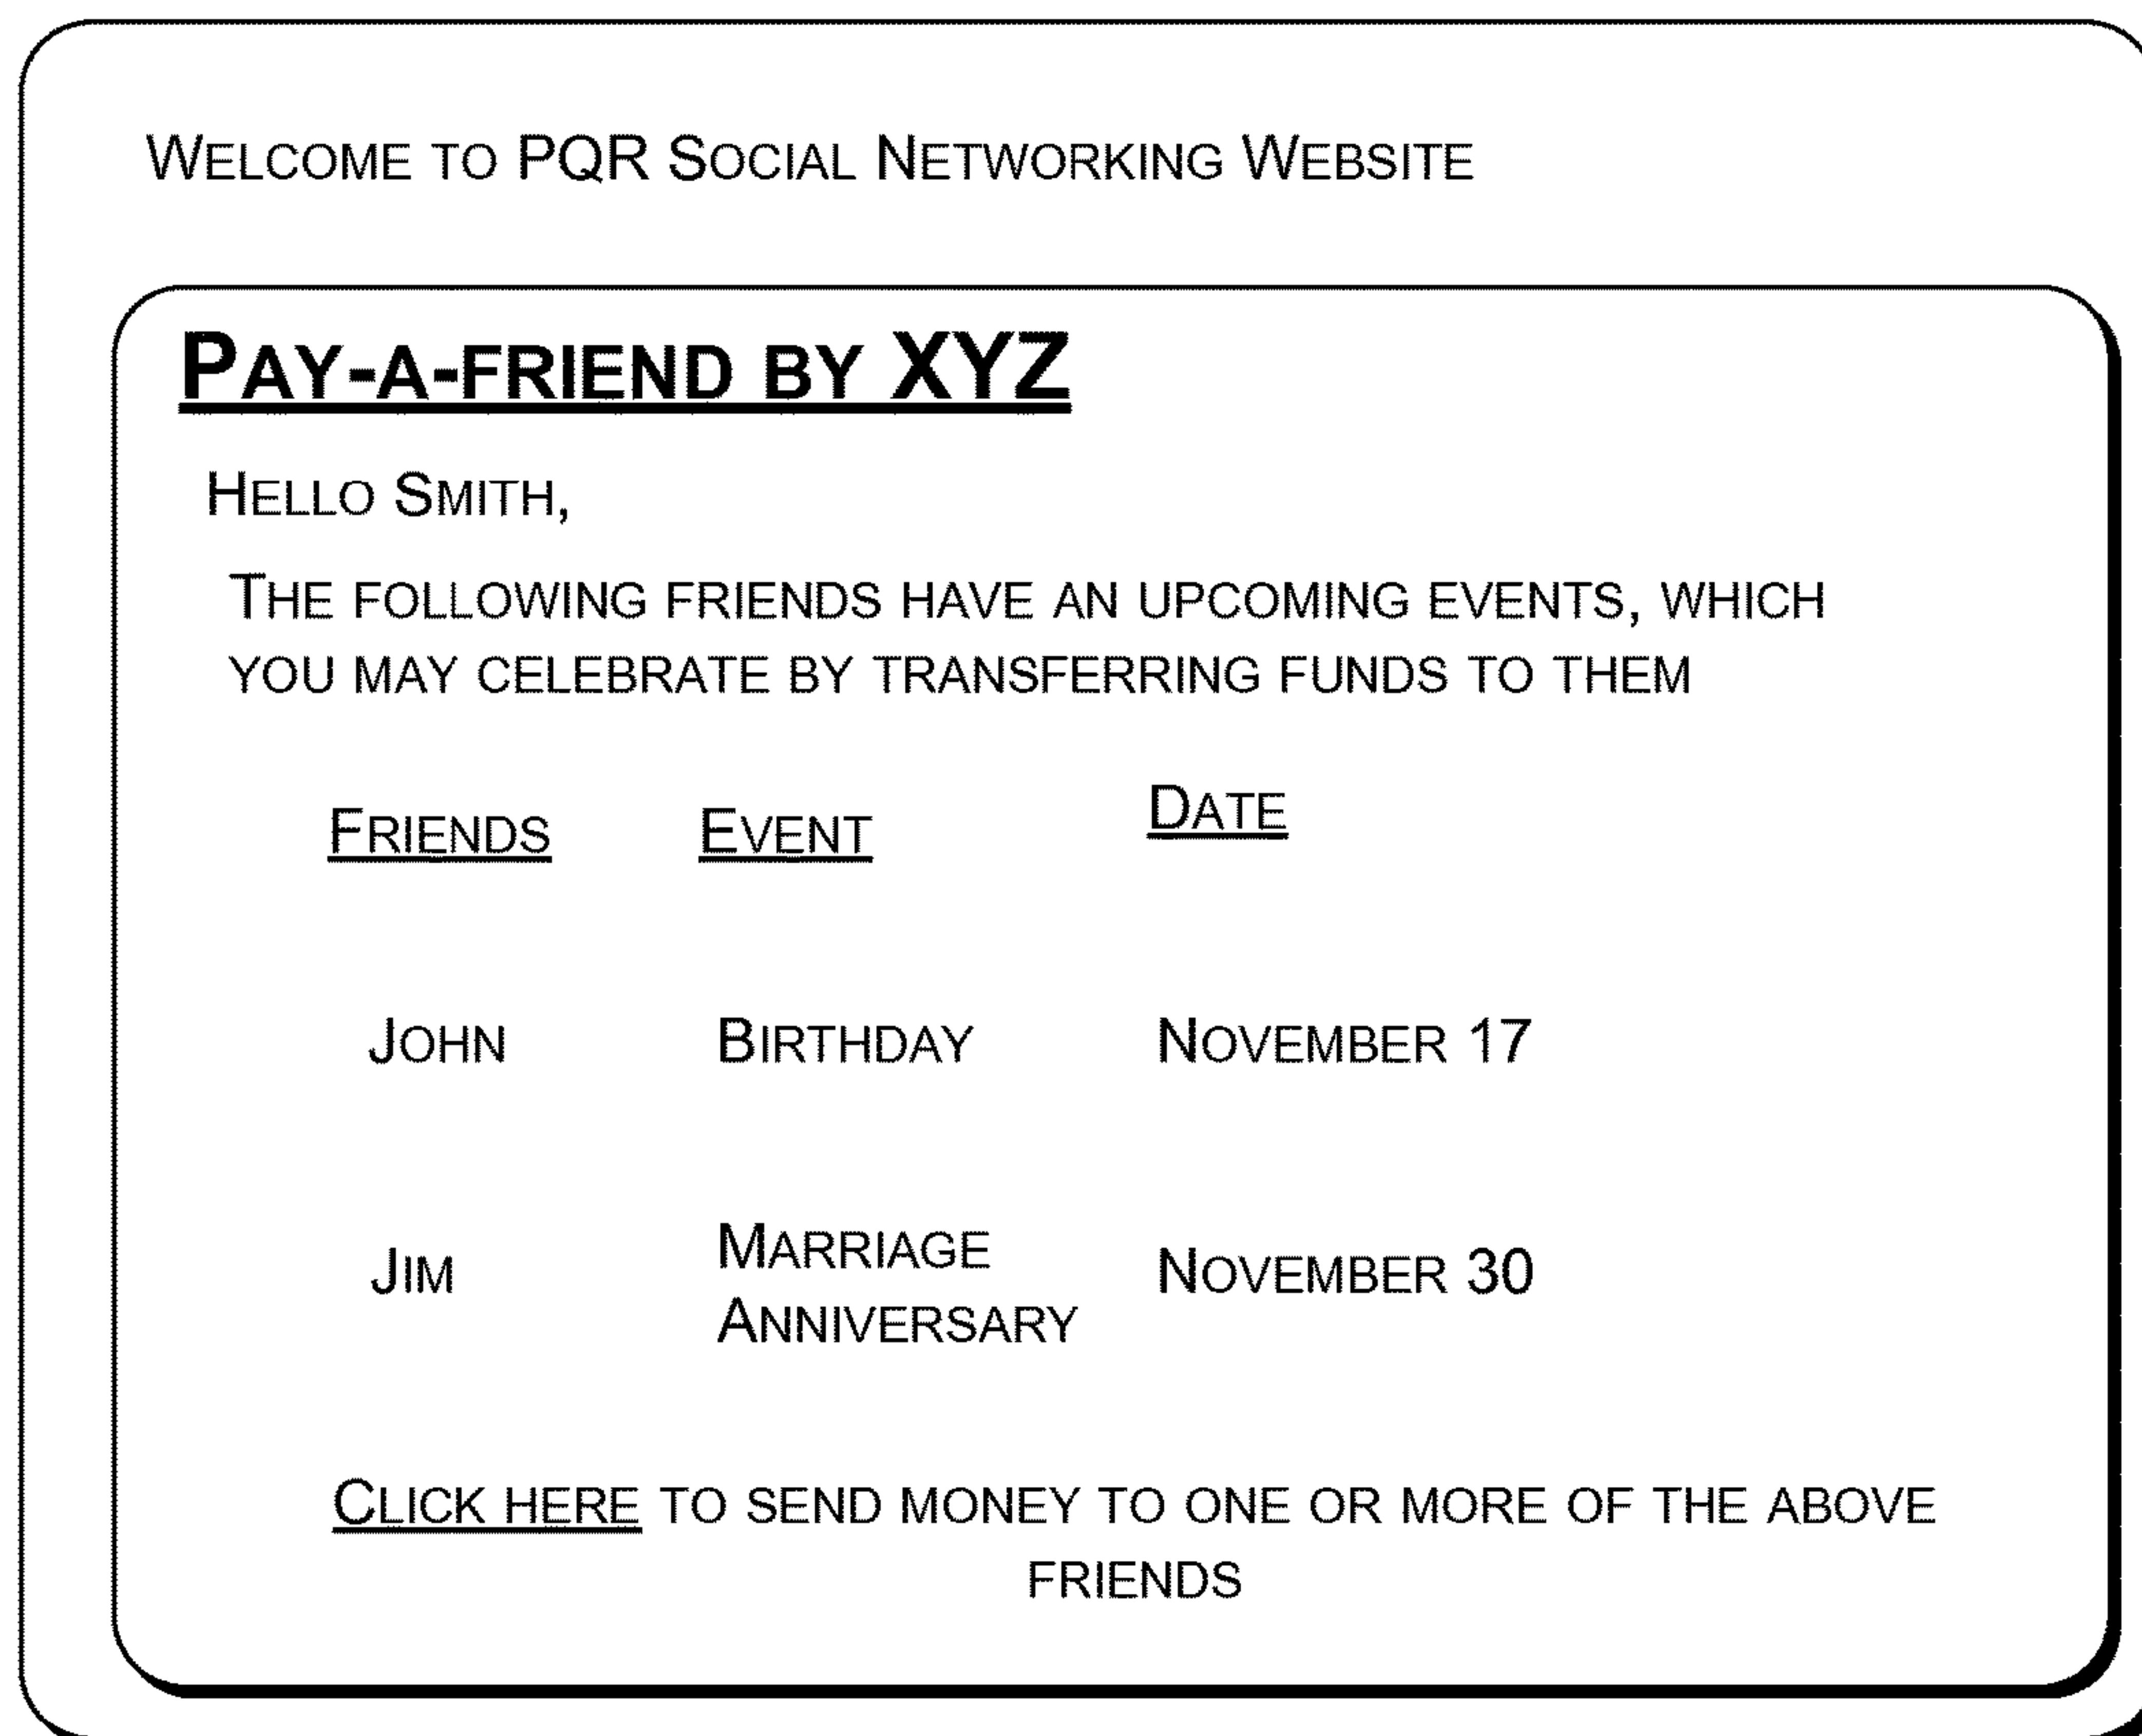 Welcome to PQR Social Networking Website
Pay-a-friend by XYZ
Hello Smith,
The following friends have an upcoming events, which
you may celebrate by transferring funds to them
Friends Event Date
John Birthday November 17
Jim Marriage Anniversary November 30
Click here to send money to one or more of the above
friends